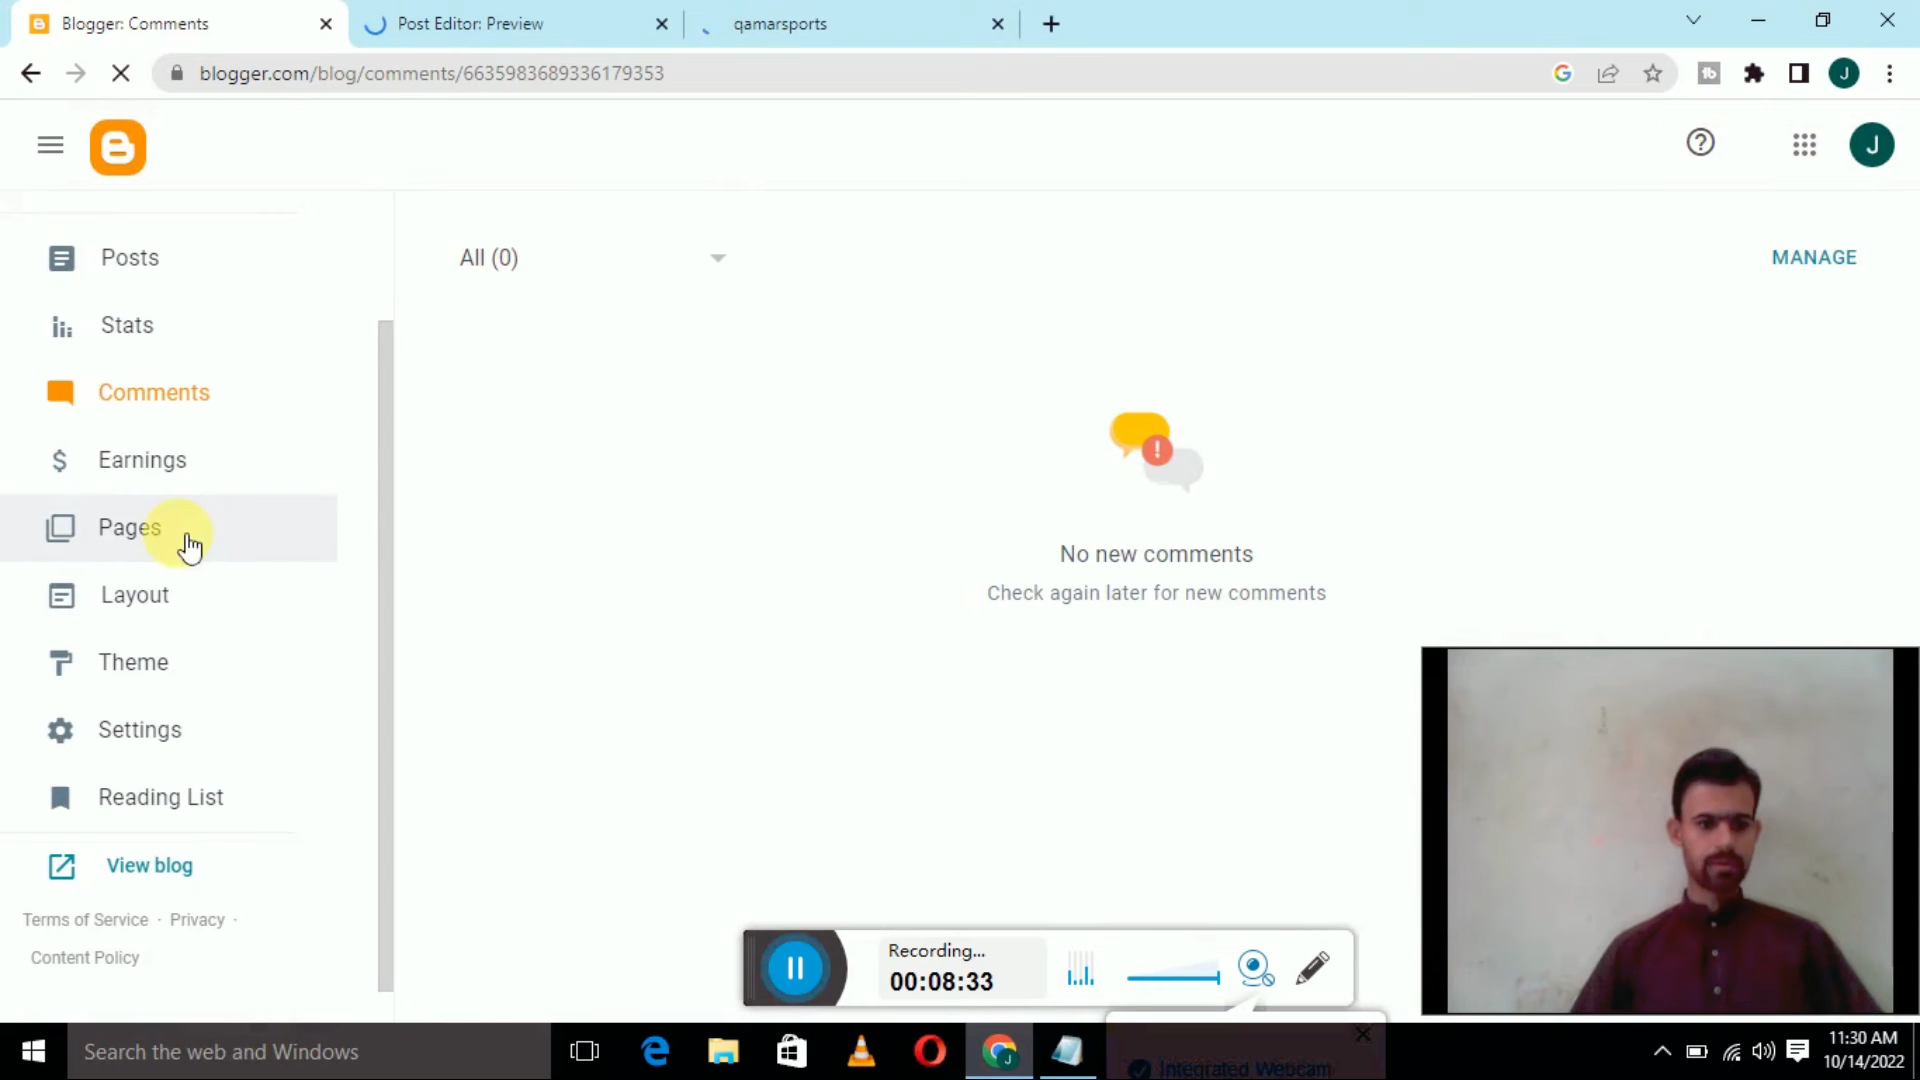 Blogger: Comments
Post Editor: Preview
qamarsports
blogger.com/blog/comments/6635983689336179353
J
J
Posts
Stats
Comments
Earnings
Pages
Layout
Theme
Settings
Reading List
View blog
Terms of Service · Privacy ·
Content Policy
All (0)
MANAGE
No new comments
Check again later for new comments
Recording...
00:08:33
Integrated Webcam
Search the web and Windows
11:30 AM
10/14/2022